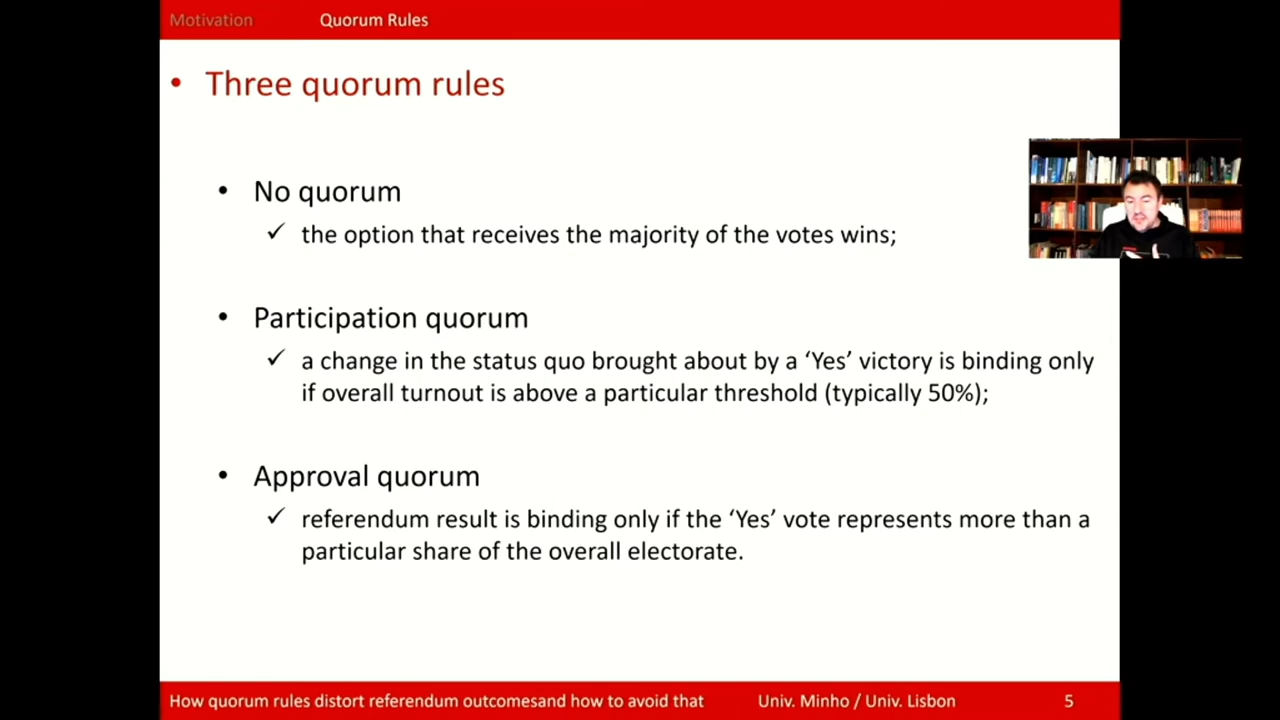 Motivation Quorum Rules
• Three quorum rules
• No quorum
✓ the option that receives the majority of the votes wins;
• Participation quorum
✓ a change in the status quo brought about by a ‘Yes’ victory is binding only
if overall turnout is above a particular threshold (typically 50%);
• Approval quorum
✓ referendum result is binding only if the ‘Yes’ vote represents more than a
particular share of the overall electorate.
How quorum rules distort referendum outcomesand how to avoid that Univ. Minho / Univ. Lisbon 5